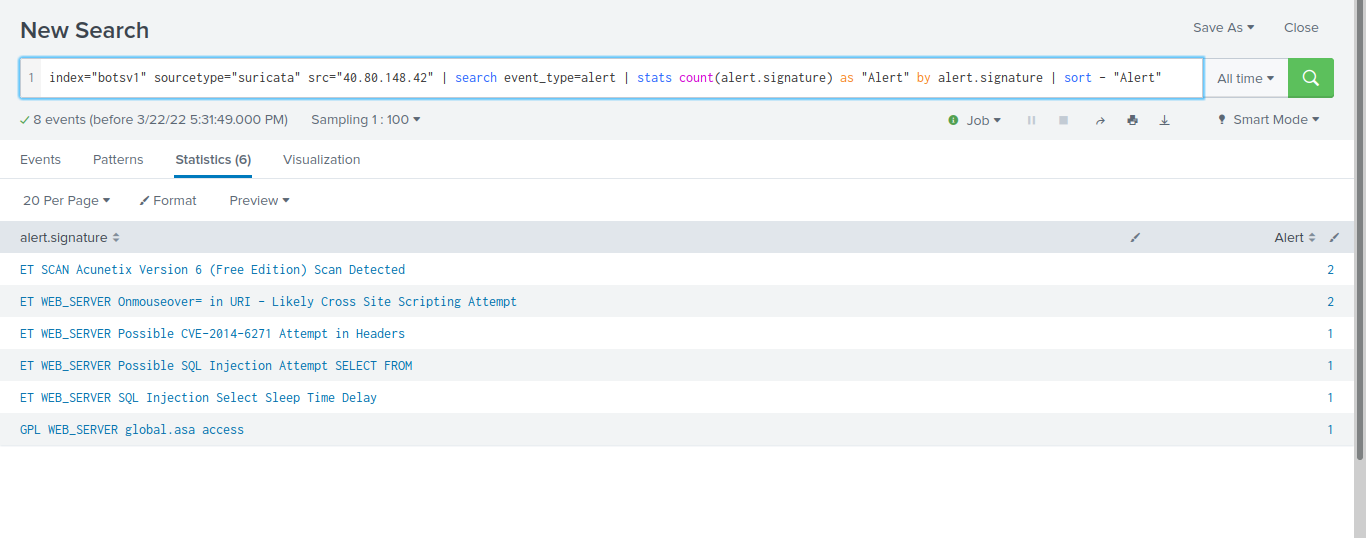 New Search
Save As Close
1 index="botsv1" sourcetype="suricata" src="40.80.148.42" | search event_type=alert | stats count(alert.signature) as "Alert" by alert.signature | sort - "Alert"
All time
8 events (before 3/22/22 5:31:49.000 PM) Sampling 1 : 100 Job Smart Mode
Events Patterns Statistics (6) Visualization
20 Per Page Format Preview
alert.signature Alert
ET SCAN Acunetix Version 6 (Free Edition) Scan Detected 2
ET WEB_SERVER Onmouseover= in URI - Likely Cross Site Scripting Attempt 2
ET WEB_SERVER Possible CVE-2014-6271 Attempt in Headers 1
ET WEB_SERVER Possible SQL Injection Attempt SELECT FROM 1
ET WEB_SERVER SQL Injection Select Sleep Time Delay 1
GPL WEB_SERVER global.asa access 1